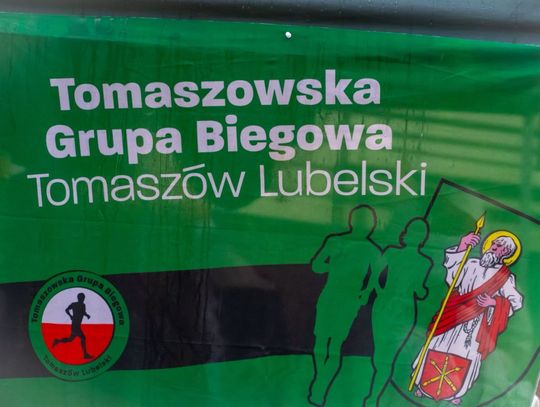 Tomaszowska
Grupa Biegowa
Tomaszów Lubelski
Tomaszowska Grupa Biegowa
Tomaszów Lubelski